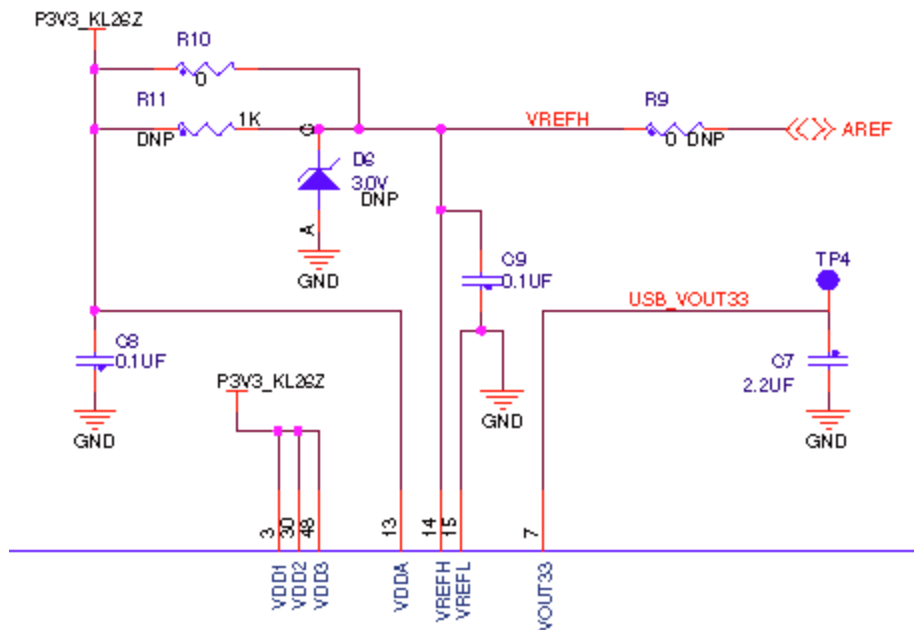 P3V3_KL26Z
R10
0
R11
1K
DNP
C
VREFH
R9
0 DNP
AREF
D6
3.0V
DNP
A
GND
C9
0.1UF
TP4
USB_VOUT33
C8
0.1UF
C7
2.2UF
P3V3_KL26Z
GND
GND
GND
3
30
48
13
14
15
7
VDD1
VDD2
VDD3
VDDA
VREFH
VREFL
VOUT33